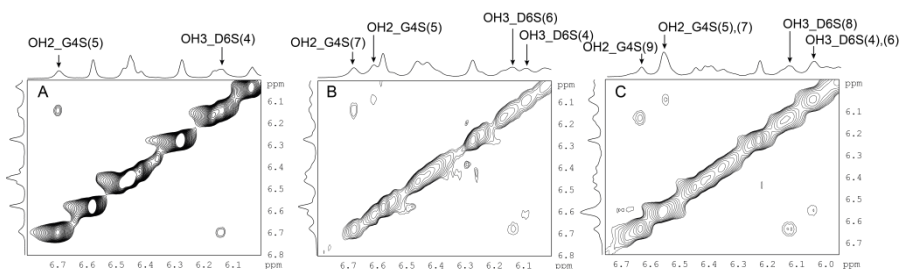 OH2_G4S(5)
OH3_D6S(4)
OH2_G4S(7)
OH2_G4S(5)
OH3_D6S(6)
OH3_D6S(4)
OH2_G4S(9)
OH2_G4S(5),(7)
OH3_D6S(8)
OH3_D6S(4),(6)
A
ppm
6.1
6.2
6.3
6.4
6.5
6.6
6.7
6.8
6.7 6.6 6.5 6.4 6.3 6.2 6.1 ppm
B
ppm
6.1
6.2
6.3
6.4
6.5
6.6
6.7
6.8
6.7 6.6 6.5 6.4 6.3 6.2 6.1 ppm
C
ppm
6.0
6.1
6.2
6.3
6.4
6.5
6.6
6.7
6.7 6.6 6.5 6.4 6.3 6.2 6.1 6.0 ppm